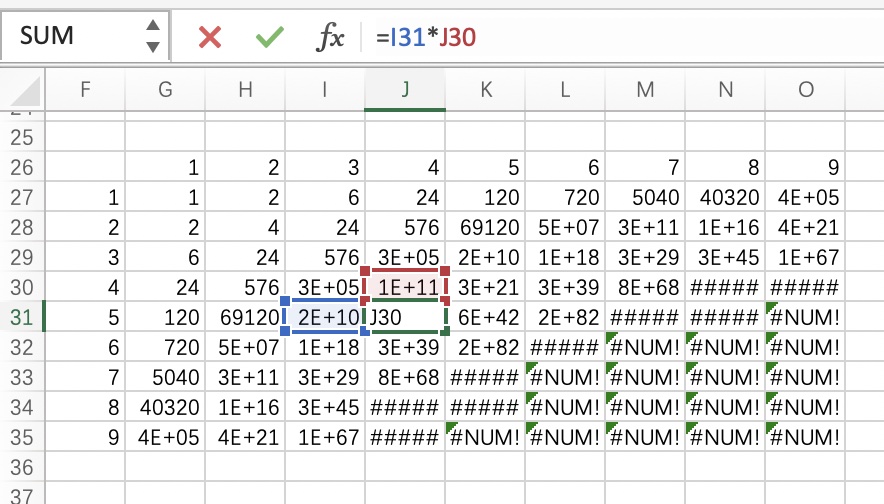 SUM fx =I31*J30
F G H I J K L M N O
25
26 1 2 3 4 5 6 7 8 9
27 1 1 2 6 24 120 720 5040 40320 4E+05
28 2 2 4 24 576 69120 5E+07 3E+11 1E+16 4E+21
29 3 6 24 576 3E+05 2E+10 1E+18 3E+29 3E+45 1E+67
30 4 24 576 3E+05 1E+11 3E+21 3E+39 8E+68 ##### #####
31 5 120 69120 2E+10 J30 6E+42 2E+82 ##### ##### #NUM!
32 6 720 5E+07 1E+18 3E+39 2E+82 ##### #NUM! #NUM! #NUM!
33 7 5040 3E+11 3E+29 8E+68 ##### #NUM! #NUM! #NUM! #NUM!
34 8 40320 1E+16 3E+45 ##### ##### #NUM! #NUM! #NUM! #NUM!
35 9 4E+05 4E+21 1E+67 ##### #NUM! #NUM! #NUM! #NUM! #NUM!
36
37